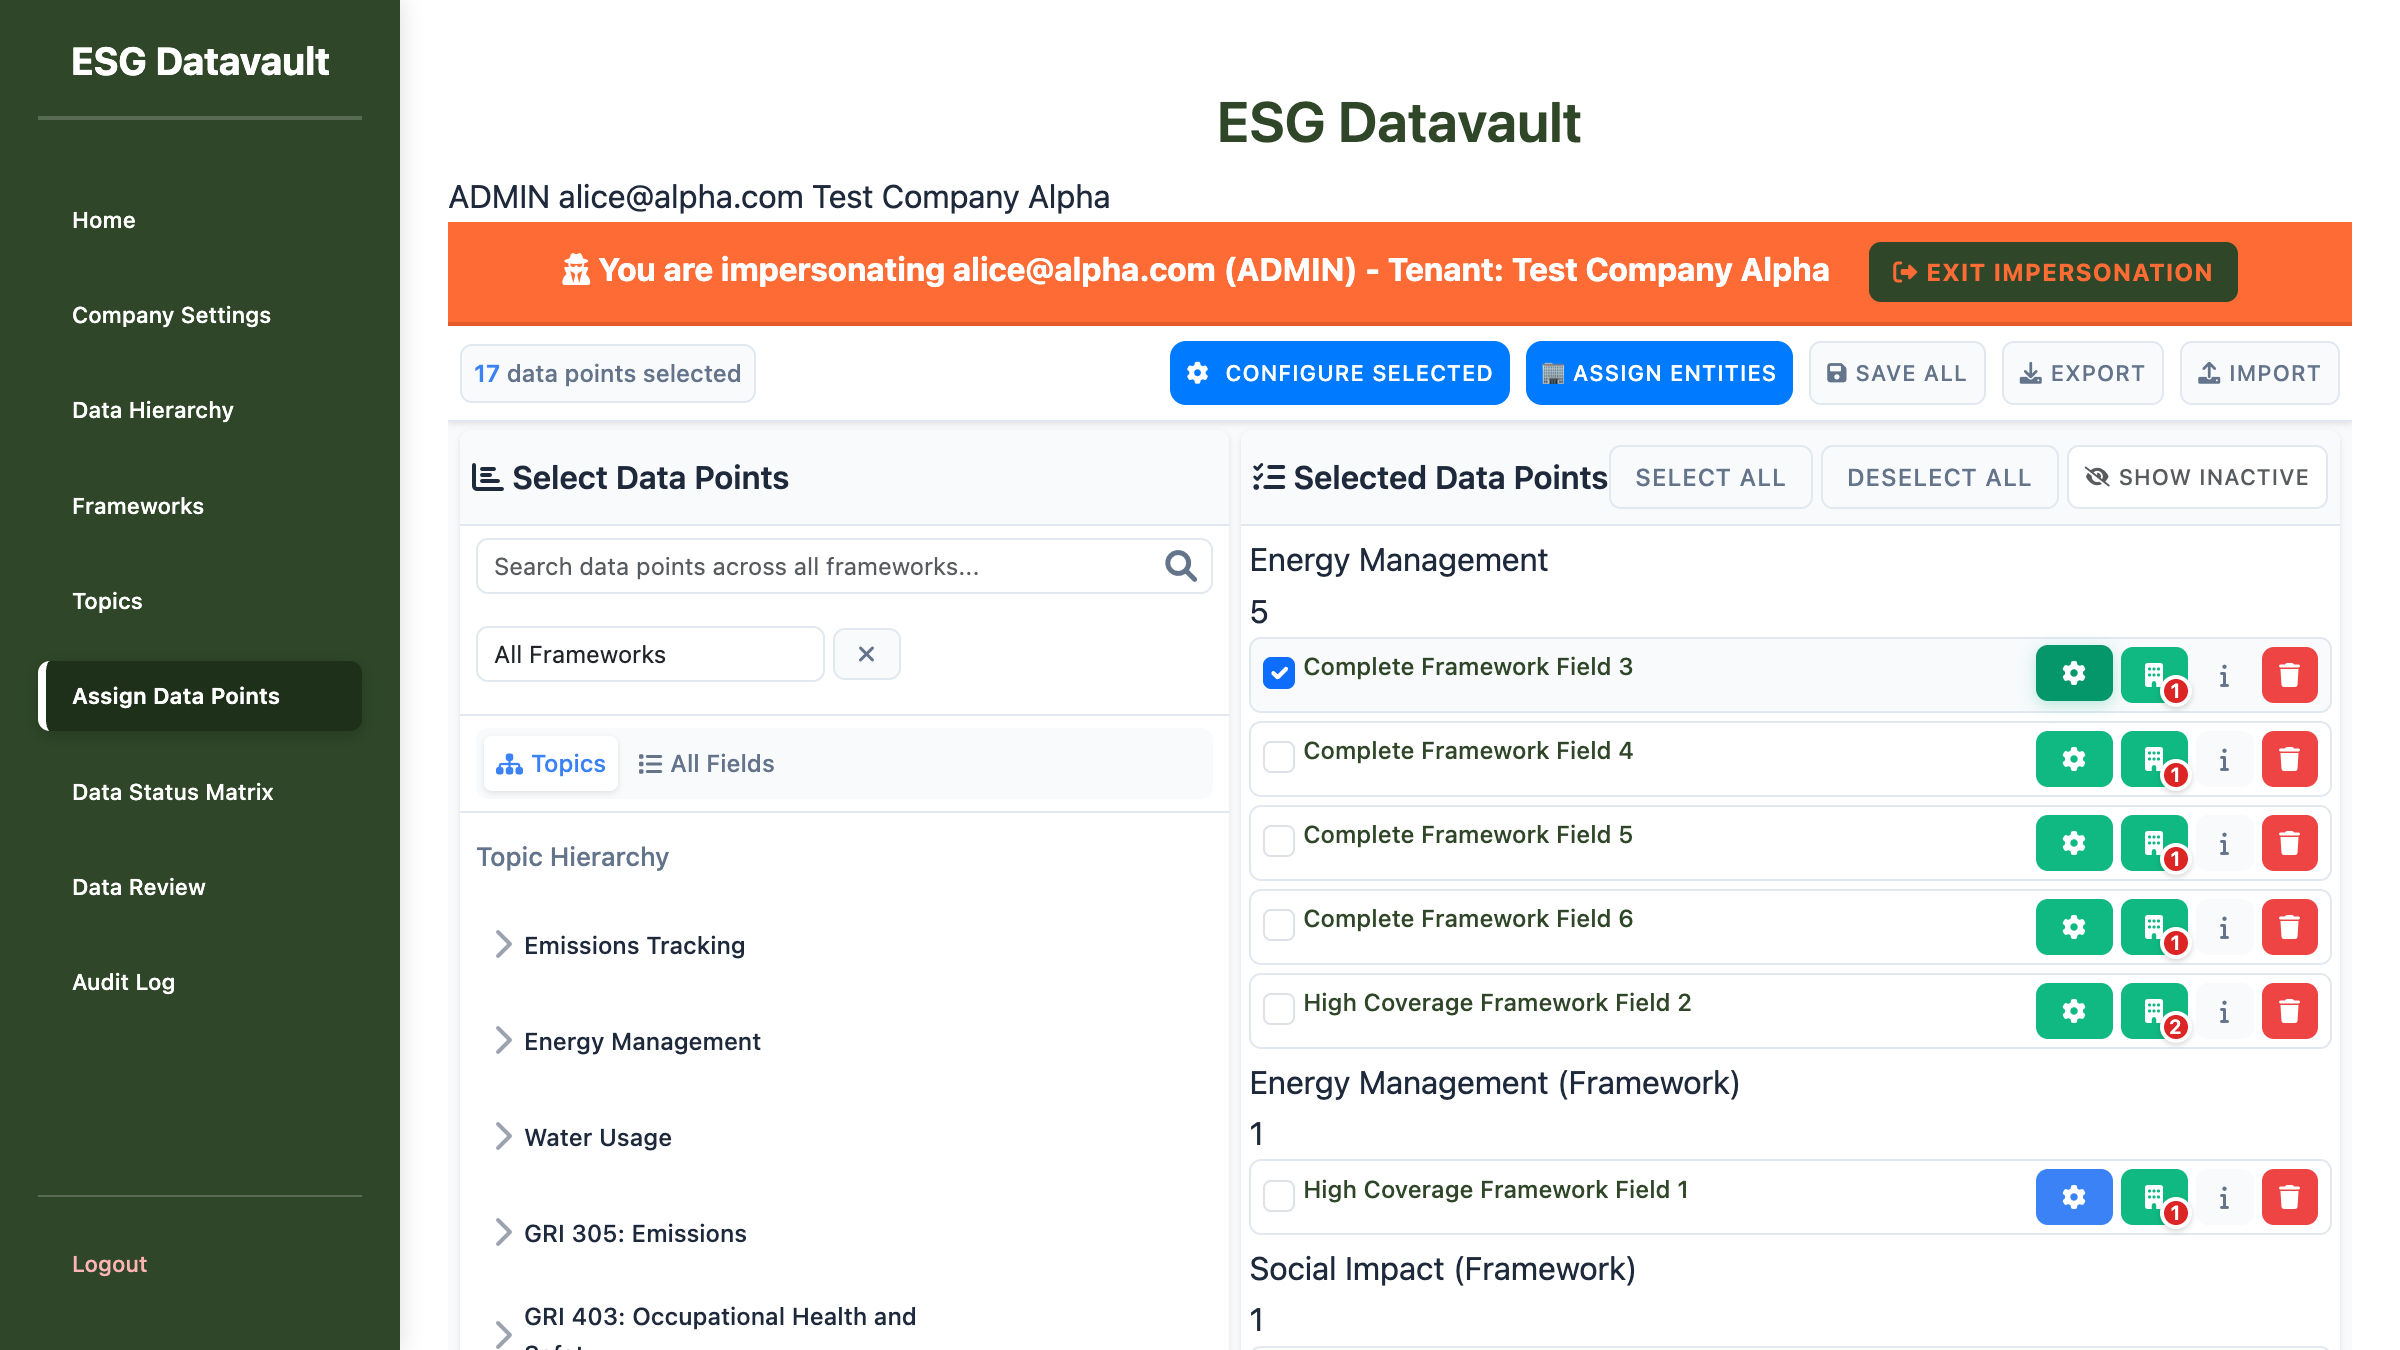 ESG Datavault
Home
Company Settings
Data Hierarchy
Frameworks
Topics
Assign Data Points
Data Status Matrix
Data Review
Audit Log
Logout
ESG Datavault
ADMIN alice@alpha.com Test Company Alpha
You are impersonating alice@alpha.com (ADMIN) - Tenant: Test Company Alpha
EXIT IMPERSONATION
17 data points selected
CONFIGURE SELECTED
ASSIGN ENTITIES
SAVE ALL
EXPORT
IMPORT
Select Data Points
Search data points across all frameworks...
All Frameworks
Topics
All Fields
Topic Hierarchy
Emissions Tracking
Energy Management
Water Usage
GRI 305: Emissions
GRI 403: Occupational Health and
Selected Data Points
SELECT ALL
DESELECT ALL
SHOW INACTIVE
Energy Management
5
Complete Framework Field 3
1
Complete Framework Field 4
1
Complete Framework Field 5
1
Complete Framework Field 6
1
High Coverage Framework Field 2
2
Energy Management (Framework)
1
High Coverage Framework Field 1
1
Social Impact (Framework)
1